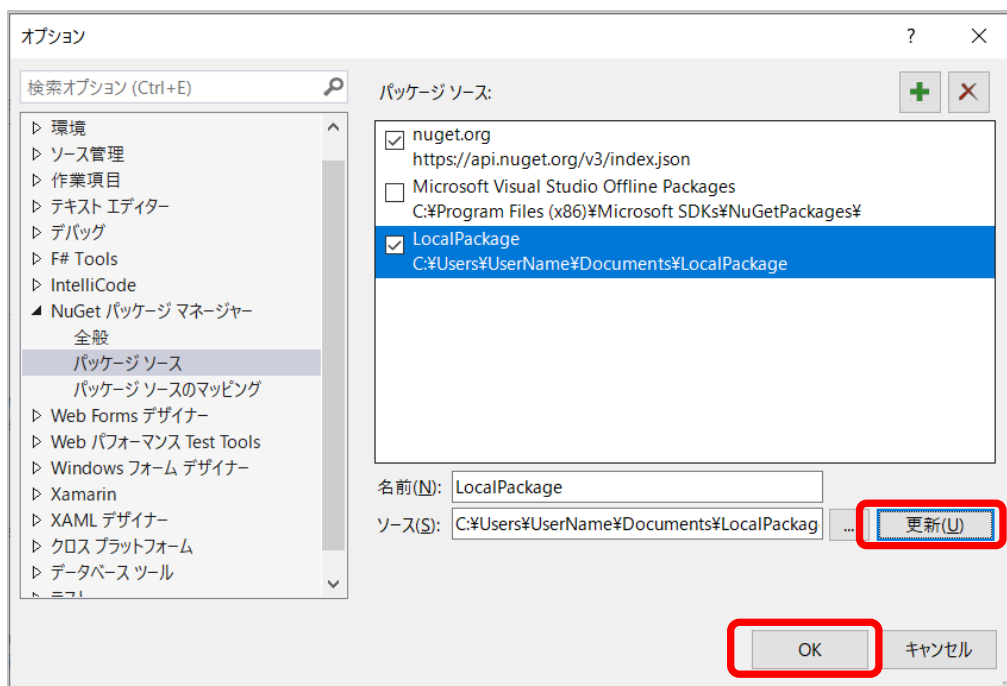 オプション
?
検索オプション (Ctrl+E)
環境
ソース管理
作業項目
テキスト エディター
デバッグ
F# Tools
IntelliCode
NuGet パッケージ マネージャー
全般
パッケージ ソース
パッケージ ソースのマッピング
Web Forms デザイナー
Web パフォーマンス Test Tools
Windows フォーム デザイナー
Xamarin
XAML デザイナー
クロス プラットフォーム
データベース ツール
パッケージ ソース:
nuget.org
https://api.nuget.org/v3/index.json
Microsoft Visual Studio Offline Packages
C:¥Program Files (x86)¥Microsoft SDKs¥NuGetPackages¥
LocalPackage
C:¥Users¥UserName¥Documents¥LocalPackage
名前(N): LocalPackage
ソース(S): C:¥Users¥UserName¥Documents¥LocalPackag ... 更新(U)
OK キャンセル